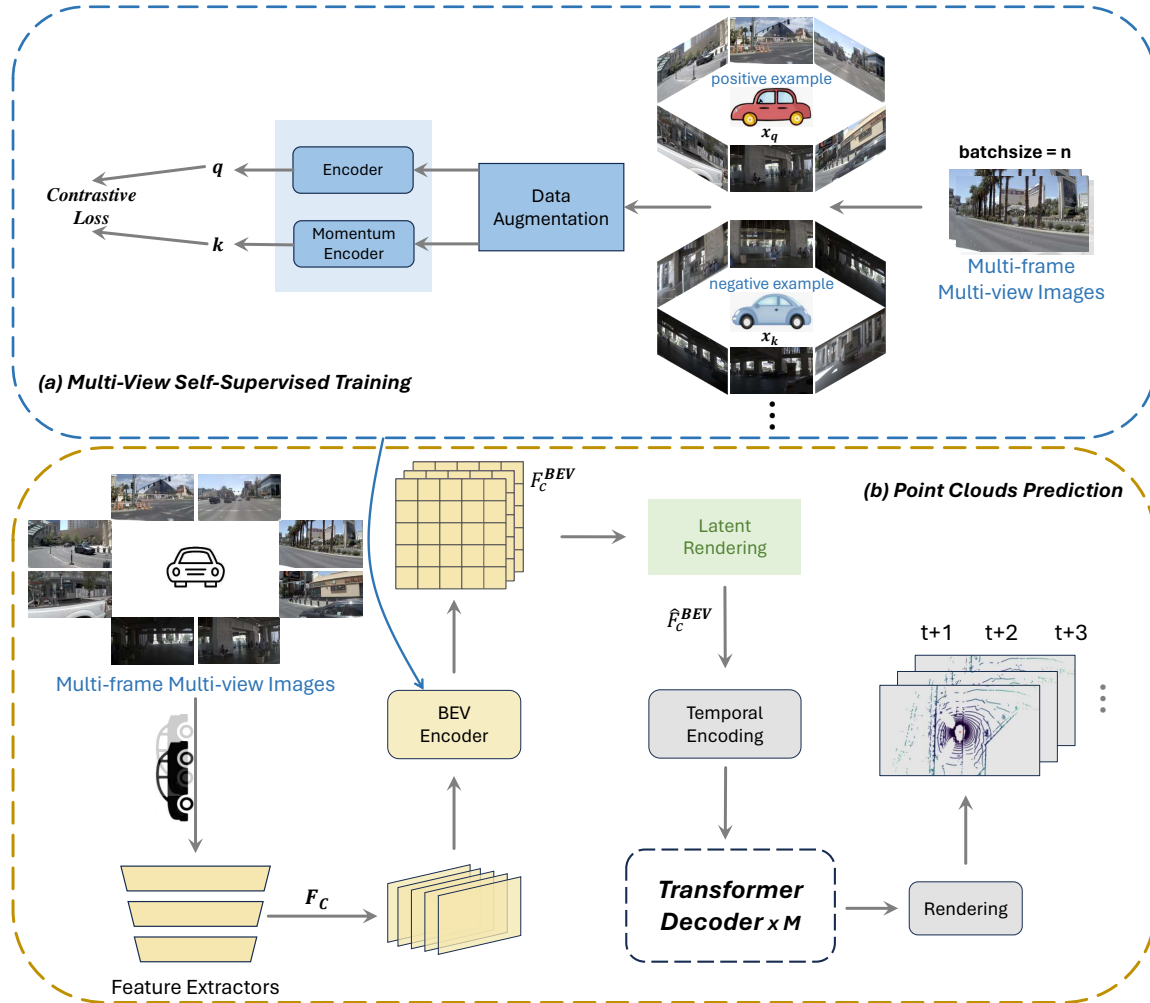 positive example
x_q
batchsize = n
Encoder
q
Data
Augmentation
Contrastive
Loss
Momentum
Encoder
k
Multi-frame
Multi-view Images
negative example
x_k
(a) Multi-View Self-Supervised Training
(b) Point Clouds Prediction
F_C^BEV
Latent
Rendering
F̂_C^BEV
t+1 t+2 t+3
Multi-frame Multi-view Images
BEV
Encoder
Temporal
Encoding
F_C
Transformer
Decoder x M
Rendering
Feature Extractors